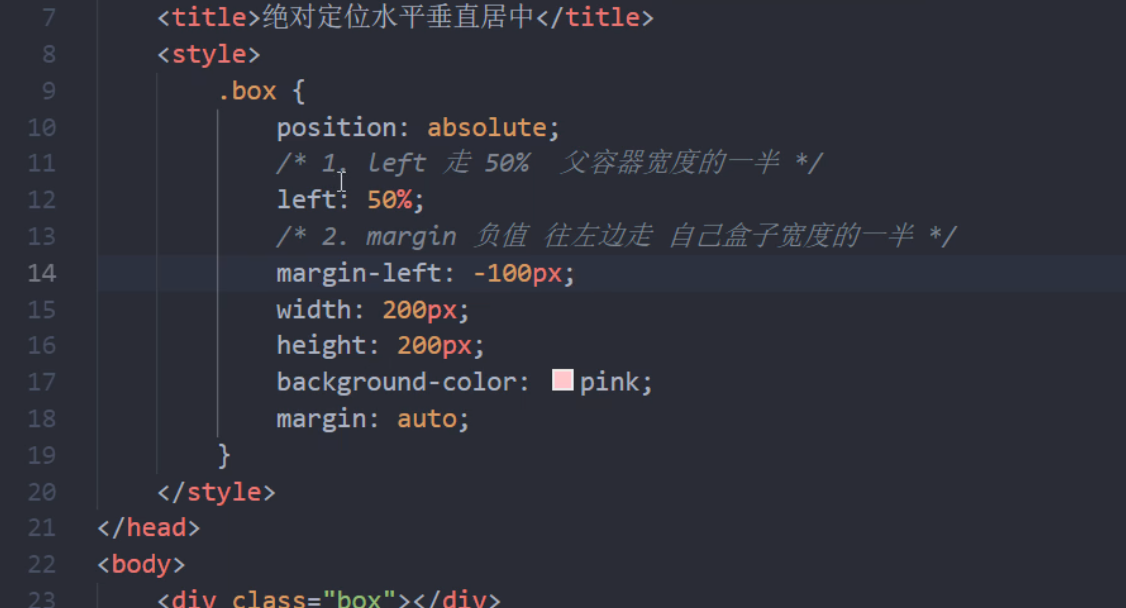 7 <title>绝对定位水平垂直居中</title>
8 <style>
9 .box {
10 position: absolute;
11 /* 1. left 走 50% 父容器宽度的一半 */
12 left: 50%;
13 /* 2. margin 负值 往左边走 自己盒子宽度的一半 */
14 margin-left: -100px;
15 width: 200px;
16 height: 200px;
17 background-color: pink;
18 margin: auto;
19 }
20 </style>
21 </head>
22 <body>
23 <div class="box"></div>